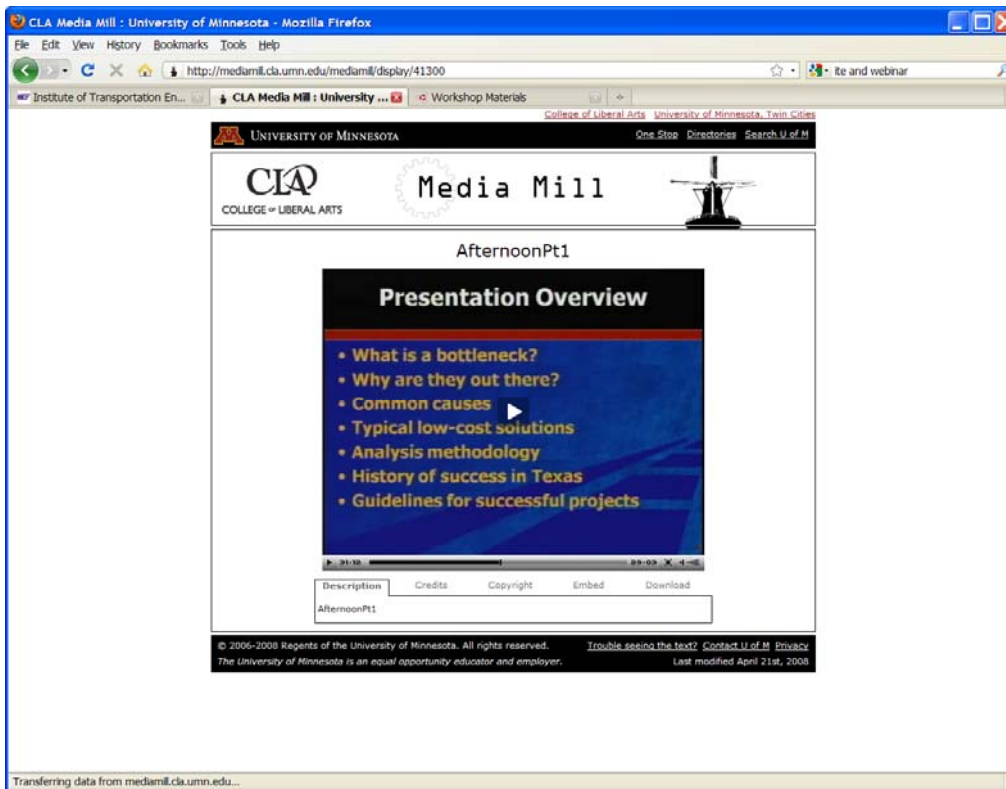 CLA Media Mill : University of Minnesota - Mozilla Firefox
File Edit View History Bookmarks Tools Help
http://mediamill.cla.umn.edu/mediamill/display/41300 ite and webinar
Institute of Transportation En... CLA Media Mill : University ... Workshop Materials
College of Liberal Arts University of Minnesota, Twin Cities
M UNIVERSITY OF MINNESOTA One Stop Directories Search U of M
CLA
COLLEGE OF LIBERAL ARTS
Media Mill
AfternoonPt1
Presentation Overview
• What is a bottleneck?
• Why are they out there?
• Common causes
• Typical low-cost solutions
• Analysis methodology
• History of success in Texas
• Guidelines for successful projects
Description Credits Copyright Embed Download
AfternoonPt1
© 2006-2008 Regents of the University of Minnesota. All rights reserved. Trouble seeing the text? Contact U of M Privacy
The University of Minnesota is an equal opportunity educator and employer. Last modified April 21st, 2008
Transferring data from mediamill.cla.umn.edu...